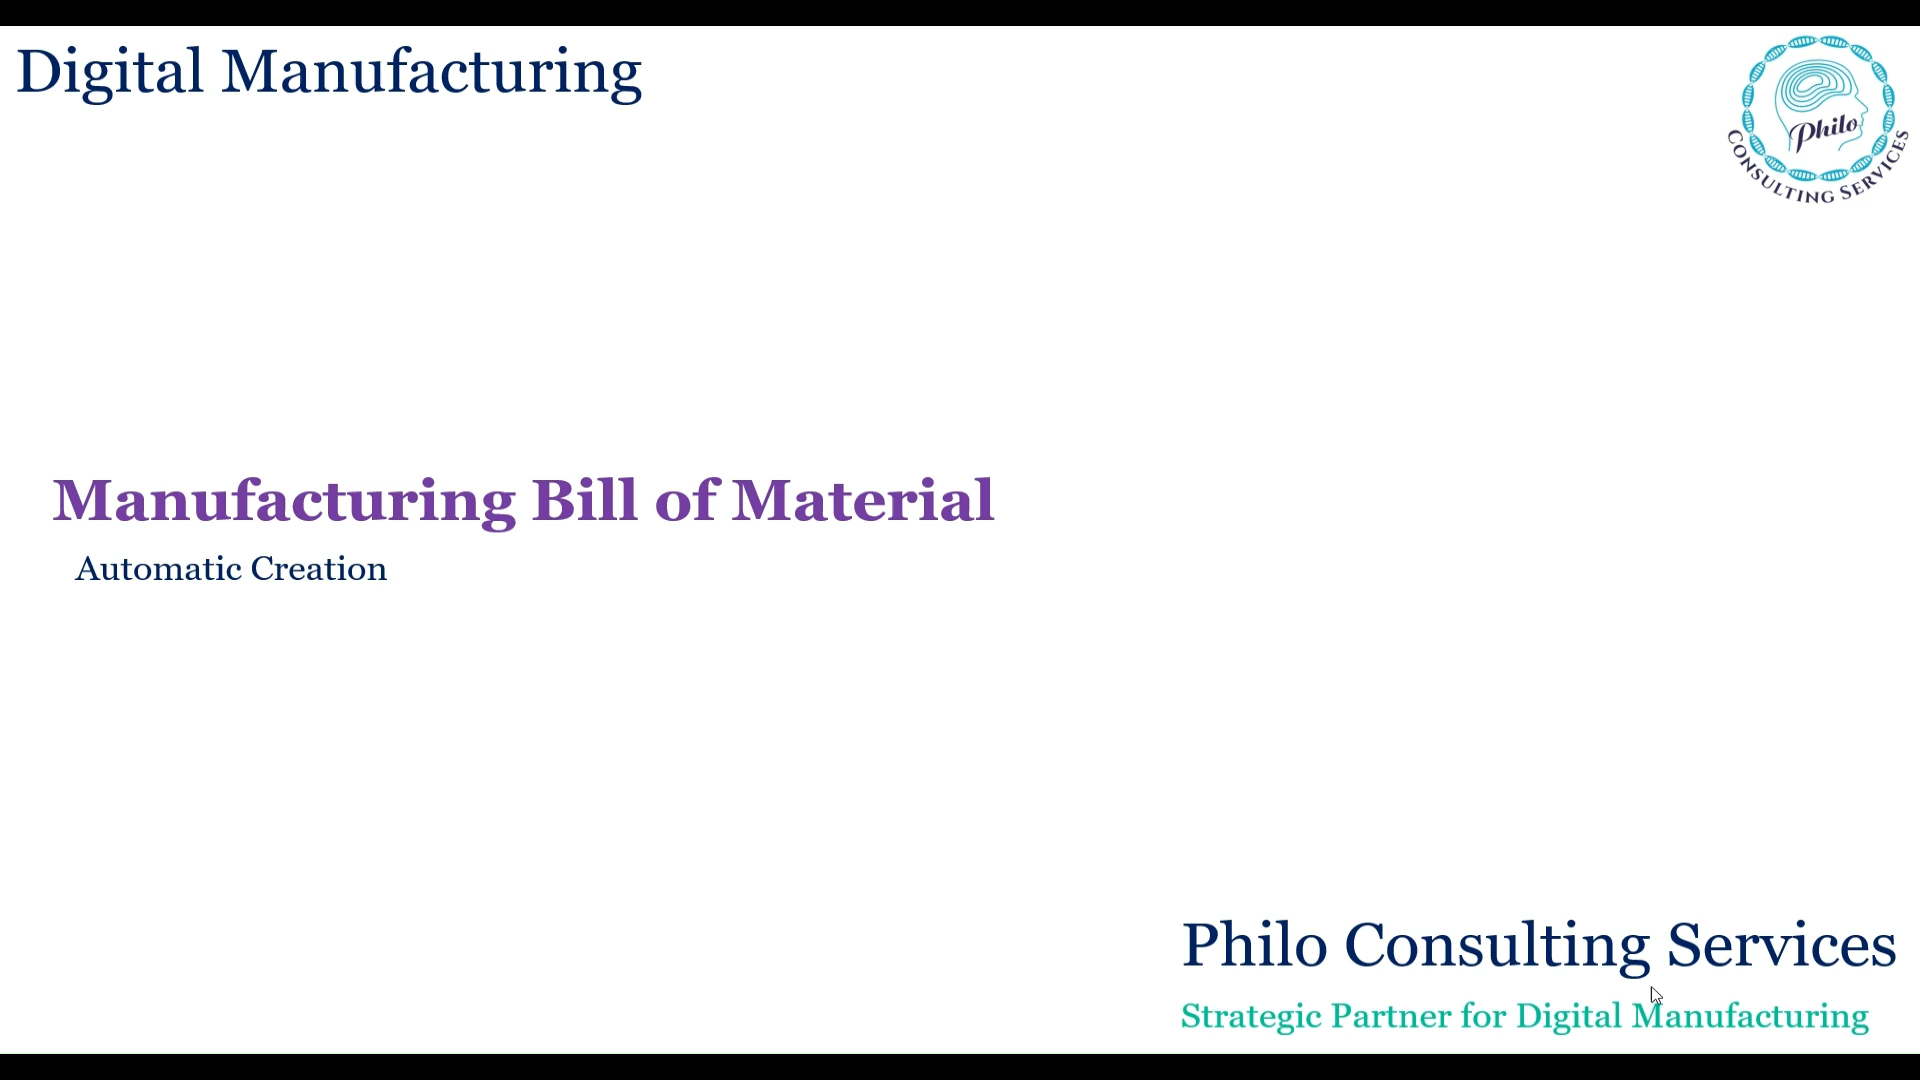 Digital Manufacturing
Philo
CONSULTING SERVICES
Manufacturing Bill of Material
Automatic Creation
Philo Consulting Services
Strategic Partner for Digital Manufacturing